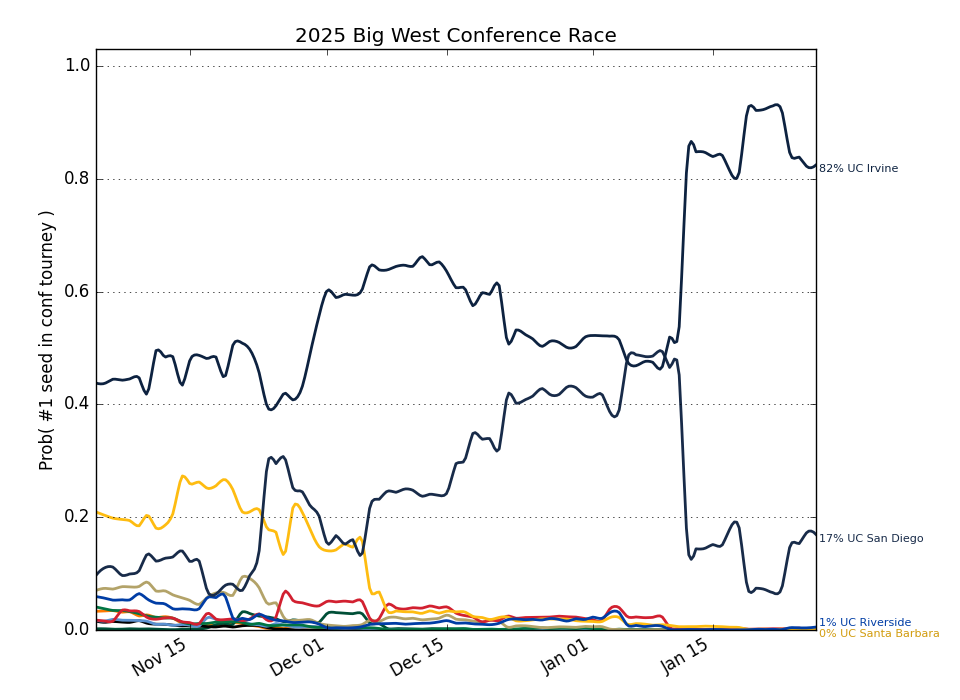 2025 Big West Conference Race
Prob( #1 seed in conf tourney )
1.0
0.8
0.6
0.4
0.2
0.0
Nov 15
Dec 01
Dec 15
Jan 01
Jan 15
82% UC Irvine
17% UC San Diego
1% UC Riverside
0% UC Santa Barbara